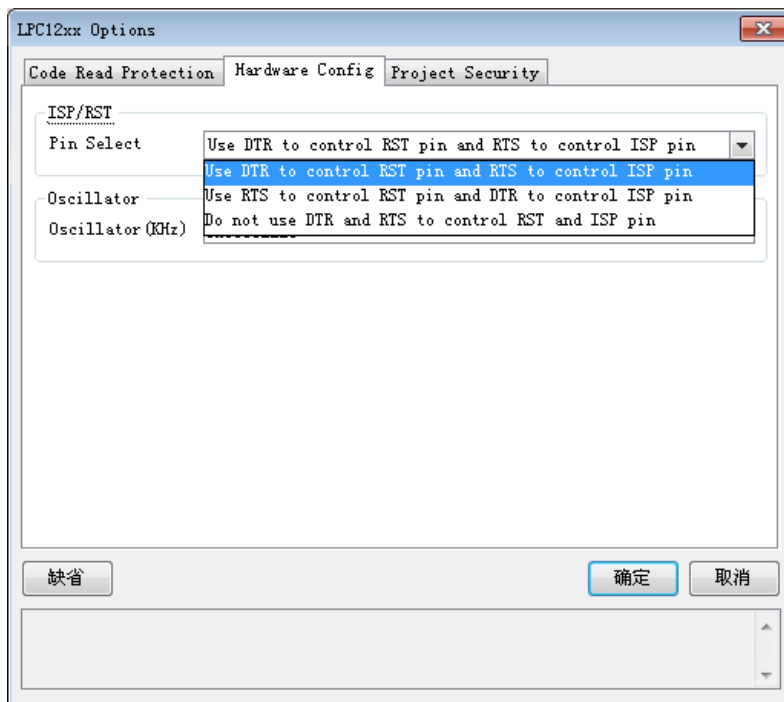 LPC12xx Options
Code Read Protection Hardware Config Project Security
ISP/RST
Pin Select Use DTR to control RST pin and RTS to control ISP pin
Use DTR to control RST pin and RTS to control ISP pin
Oscillator Use RTS to control RST pin and DTR to control ISP pin
Oscillator(KHz) Do not use DTR and RTS to control RST and ISP pin
缺省 确定 取消